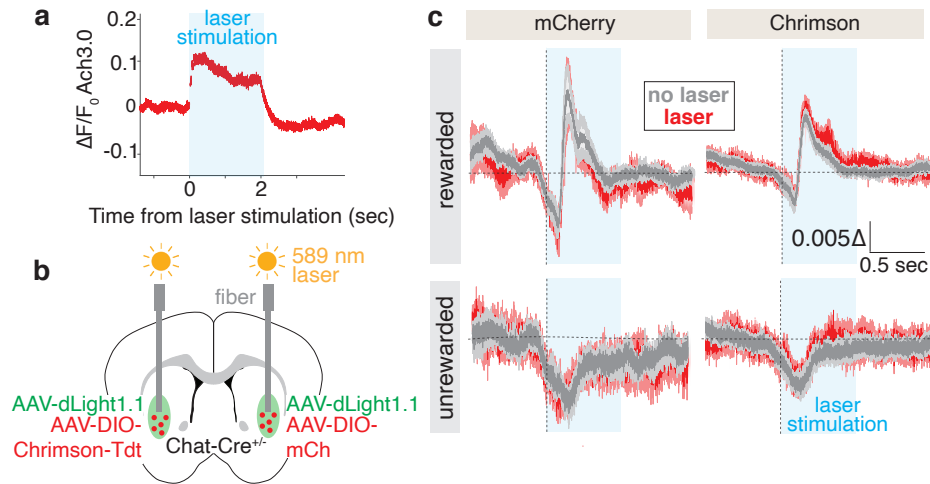 a
laser
stimulation
0.2
0.1
0
-0.1
ΔF/F₀ Ach3.0
0
2
Time from laser stimulation (sec)
b
589 nm
laser
fiber
AAV-dLight1.1
AAV-DIO-
Chrimson-Tdt
AAV-dLight1.1
AAV-DIO-
mCh
Chat-Cre⁺/⁻
c
mCherry
Chrimson
no laser
laser
rewarded
0.005Δ
0.5 sec
unrewarded
laser
stimulation